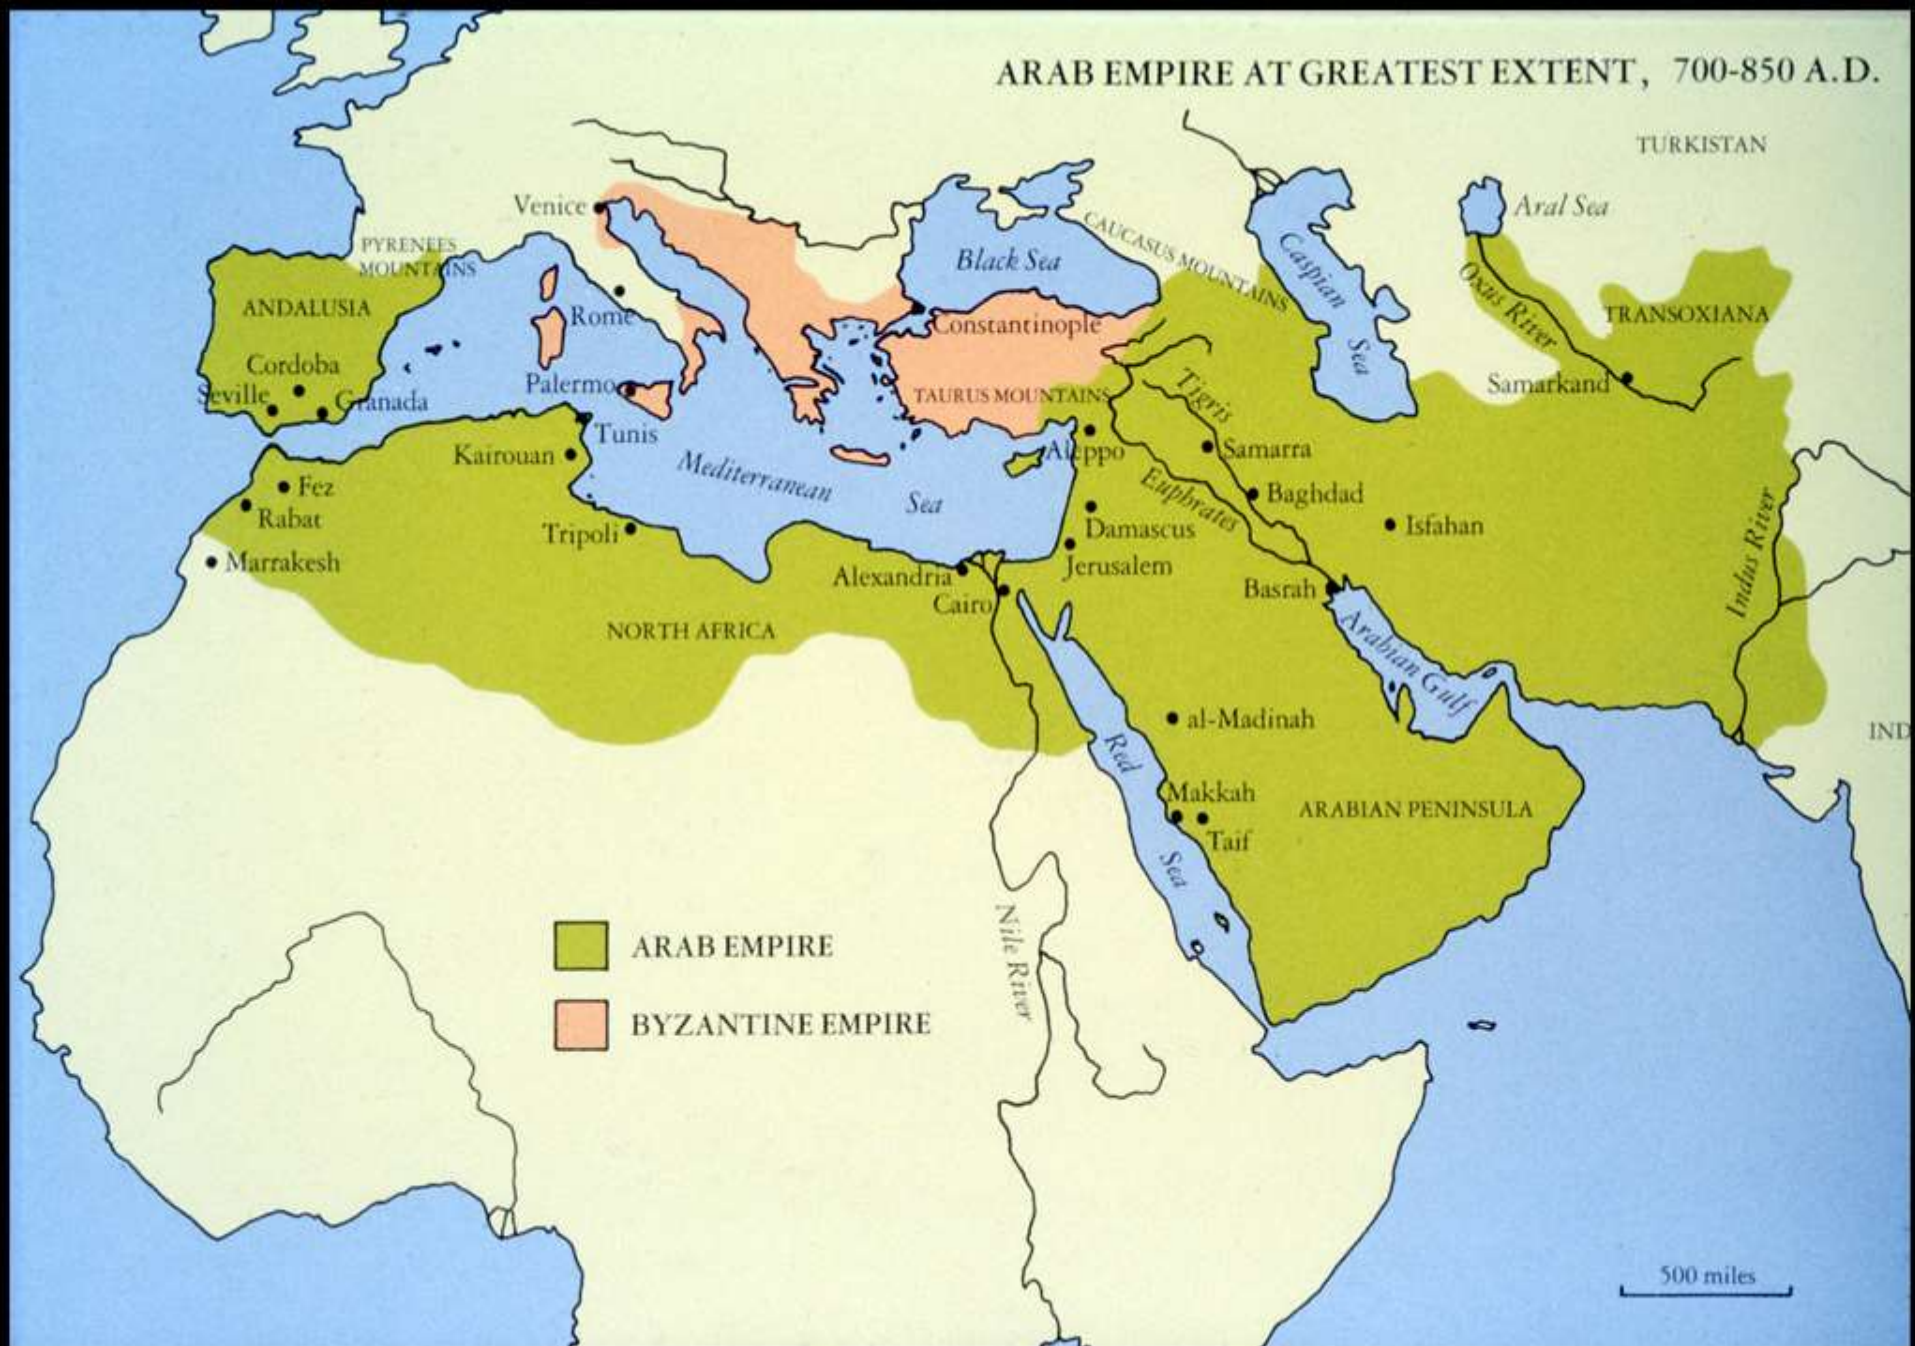 ARAB EMPIRE AT GREATEST EXTENT, 700-850 A.D.
TURKISTAN
Venice
Aral Sea
PYRENEES
MOUNTAINS
CAUCASUS MOUNTAINS
Black Sea
Caspian
Sea
Oxus River
ANDALUSIA
Rome
Constantinople
TRANSOXIANA
Cordoba
Seville
Granada
Palermo
TAURUS MOUNTAINS
Tigris
Samarkand
Tunis
Kairouan
Mediterranean
Sea
Aleppo
Samarra
Euphrates
Baghdad
Fez
Rabat
Tripoli
Damascus
Isfahan
Indus River
Marrakesh
Alexandria
Jerusalem
Cairo
Basrah
NORTH AFRICA
Arabian Gulf
al-Madinah
IND
Red
Sea
Makkah
Taif
ARABIAN PENINSULA
Nile River
ARAB EMPIRE
BYZANTINE EMPIRE
500 miles